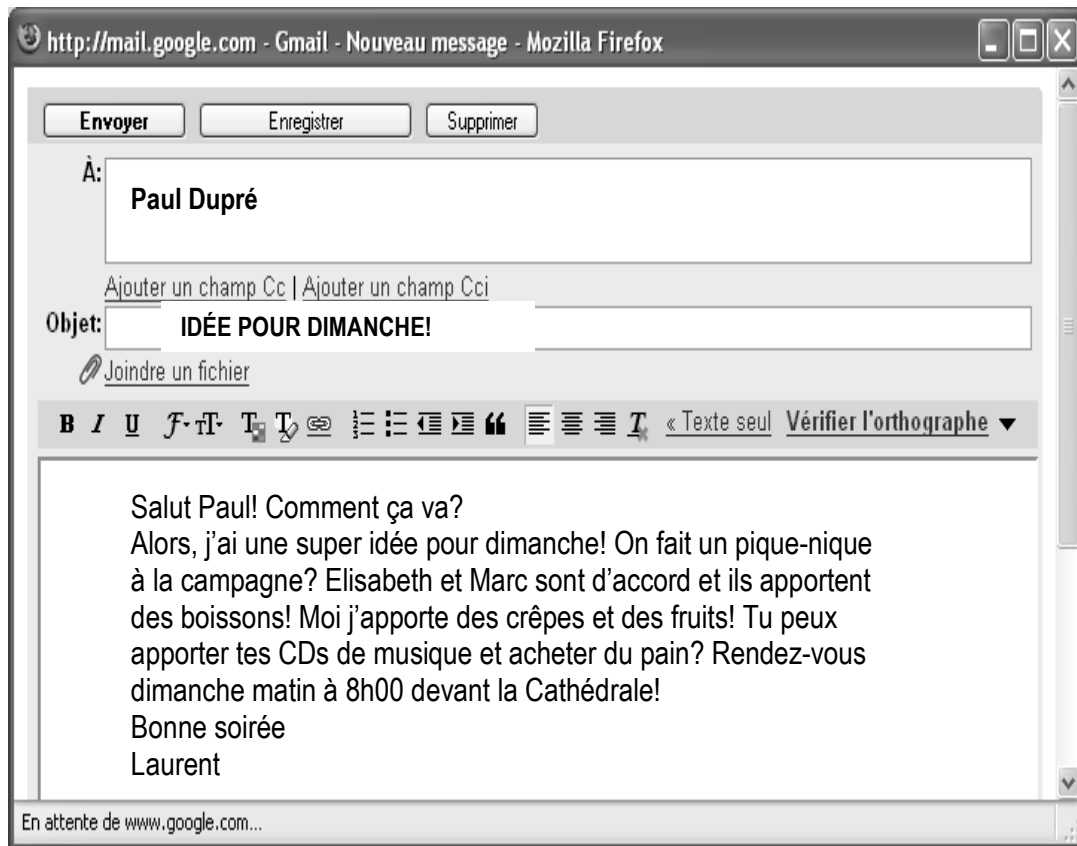 http://mail.google.com - Gmail - Nouveau message - Mozilla Firefox
Envoyer Enregistrer Supprimer
À:
Paul Dupré
Ajouter un champ Cc | Ajouter un champ Cci
Objet: IDÉE POUR DIMANCHE!
Joindre un fichier
B I U F T T T T « Texte seul Vérifier l'orthographe
Salut Paul! Comment ça va?
Alors, j'ai une super idée pour dimanche! On fait un pique-nique
à la campagne? Elisabeth et Marc sont d'accord et ils apportent
des boissons! Moi j'apporte des crêpes et des fruits! Tu peux
apporter tes CDs de musique et acheter du pain? Rendez-vous
dimanche matin à 8h00 devant la Cathédrale!
Bonne soirée
Laurent
En attente de www.google.com...